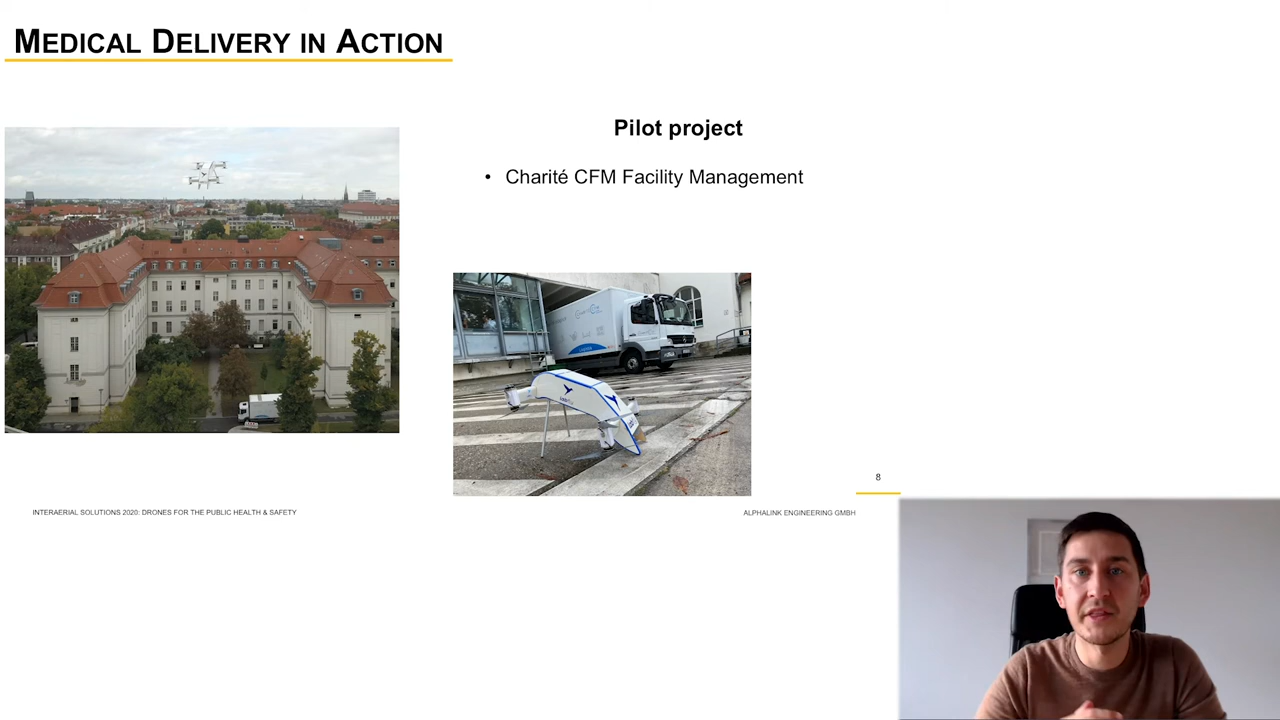 MEDICAL DELIVERY IN ACTION
Pilot project
• Charité CFM Facility Management
8
INTERAERIAL SOLUTIONS 2020: DRONES FOR THE PUBLIC HEALTH & SAFETY
ALPHALINK ENGINEERING GMBH